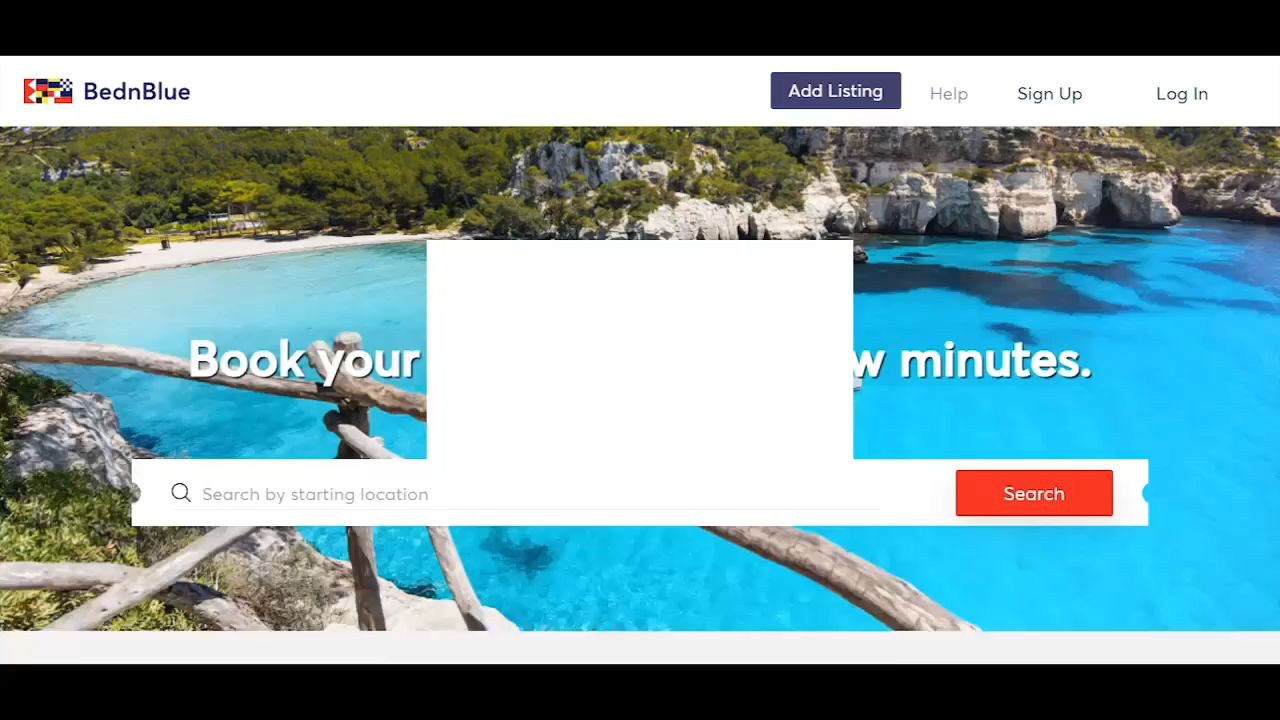 BednBlue
Add Listing
Help
Sign Up
Log In
Book your
minutes.
Search by starting location
Search